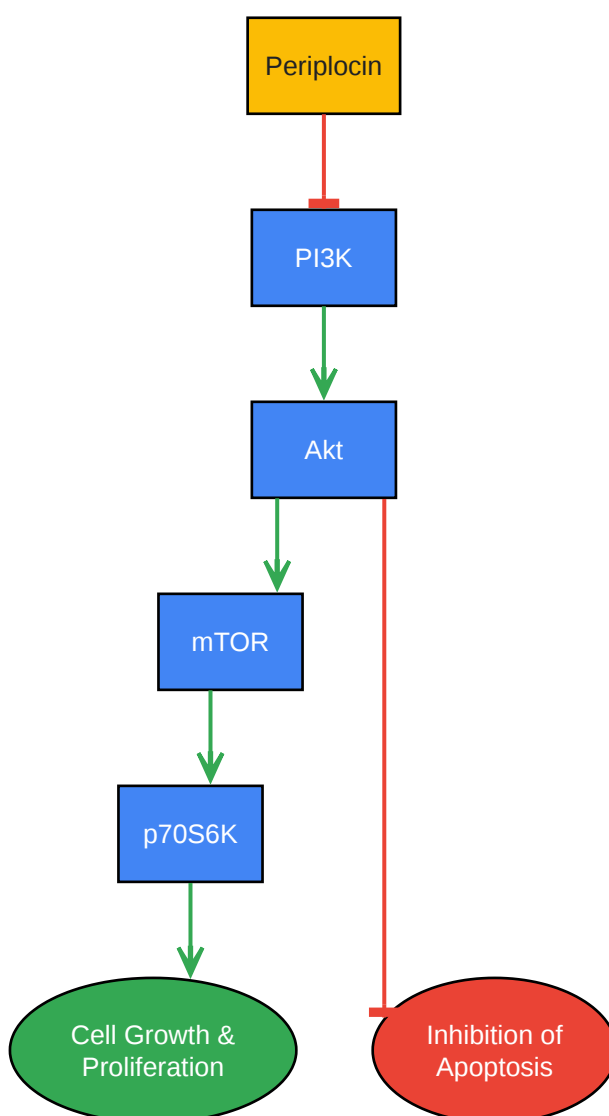 Periplocin
PI3K
Akt
mTOR
p70S6K
Cell Growth &
Proliferation
Inhibition of
Apoptosis